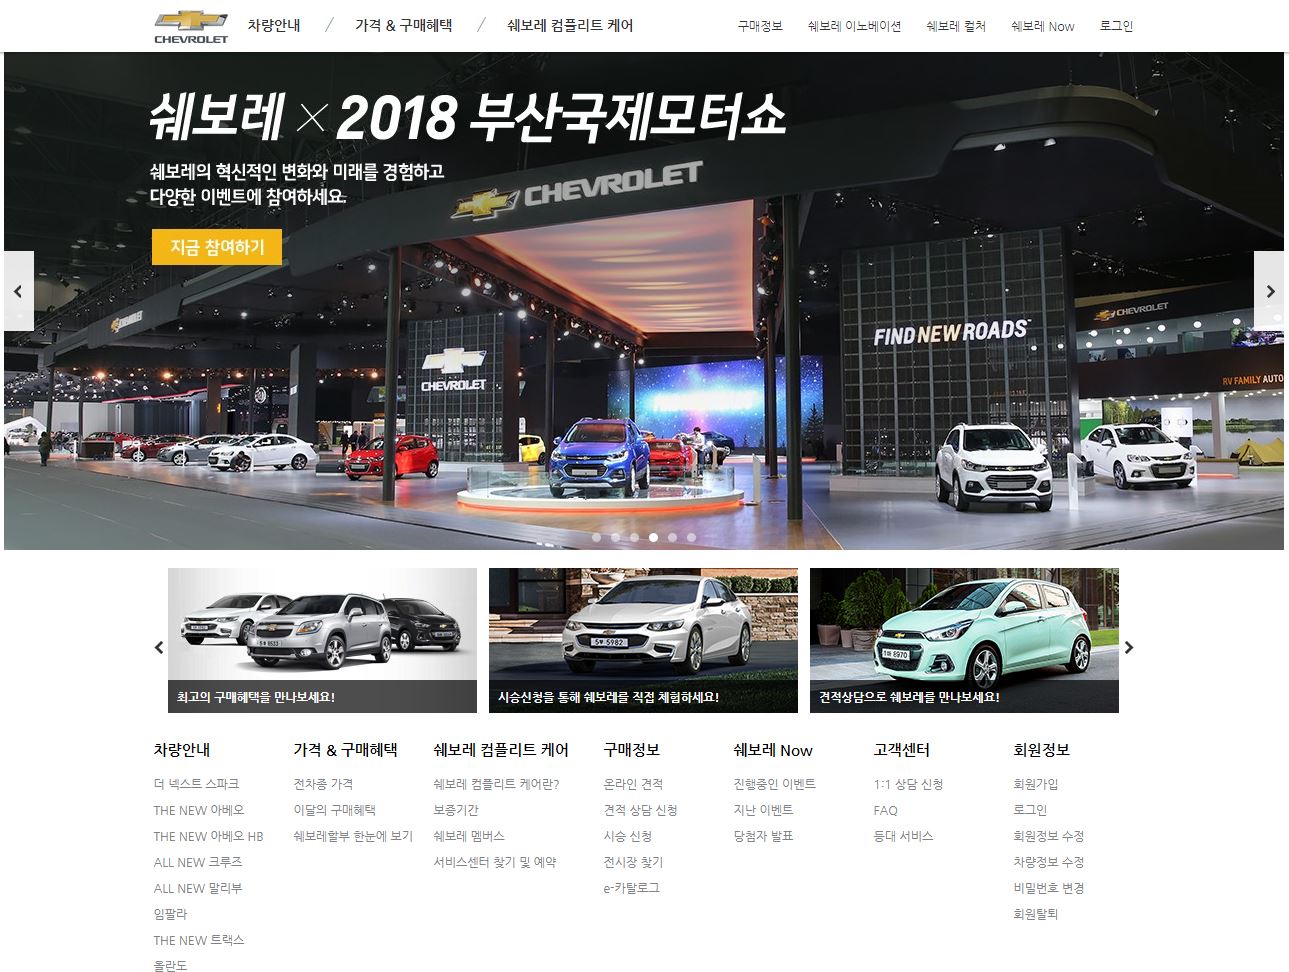 CHEVROLET
차량안내 / 가격 & 구매혜택 / 쉐보레 컴플리트 케어
구매정보 쉐보레 이노베이션 쉐보레 컬처 쉐보레 Now 로그인
쉐보레 × 2018 부산국제모터쇼
쉐보레의 혁신적인 변화와 미래를 경험하고
다양한 이벤트에 참여하세요.
지금 참여하기
CHEVROLET
CHEVROLET
CHEVROLET
FIND NEW ROADS
CHEVROLET
RV FAMILY AUTO
5무 5982
8970
최고의 구매혜택을 만나보세요!
시승신청을 통해 쉐보레를 직접 체험하세요!
견적상담으로 쉐보레를 만나보세요!
차량안내
더 넥스트 스파크
THE NEW 아베오
THE NEW 아베오 HB
ALL NEW 크루즈
ALL NEW 말리부
임팔라
THE NEW 트랙스
올란도
가격 & 구매혜택
전차종 가격
이달의 구매혜택
쉐보레할부 한눈에 보기
쉐보레 컴플리트 케어
쉐보레 컴플리트 케어란?
보증기간
쉐보레 멤버스
서비스센터 찾기 및 예약
구매정보
온라인 견적
견적 상담 신청
시승 신청
전시장 찾기
e-카탈로그
쉐보레 Now
진행중인 이벤트
지난 이벤트
당첨자 발표
고객센터
1:1 상담 신청
FAQ
등대 서비스
회원정보
회원가입
로그인
회원정보 수정
차량정보 수정
비밀번호 변경
회원탈퇴